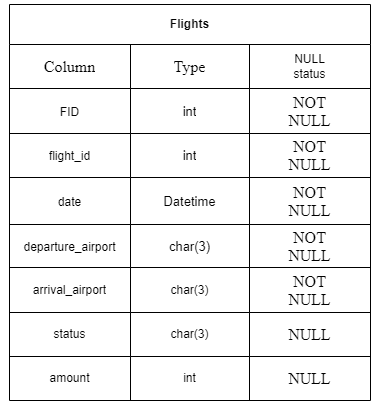 Flights
Column Type NULL
status
FID int NOT
NULL
flight_id int NOT
NULL
date Datetime NOT
NULL
departure_airport char(3) NOT
NULL
arrival_airport char(3) NOT
NULL
status char(3) NULL
amount int NULL